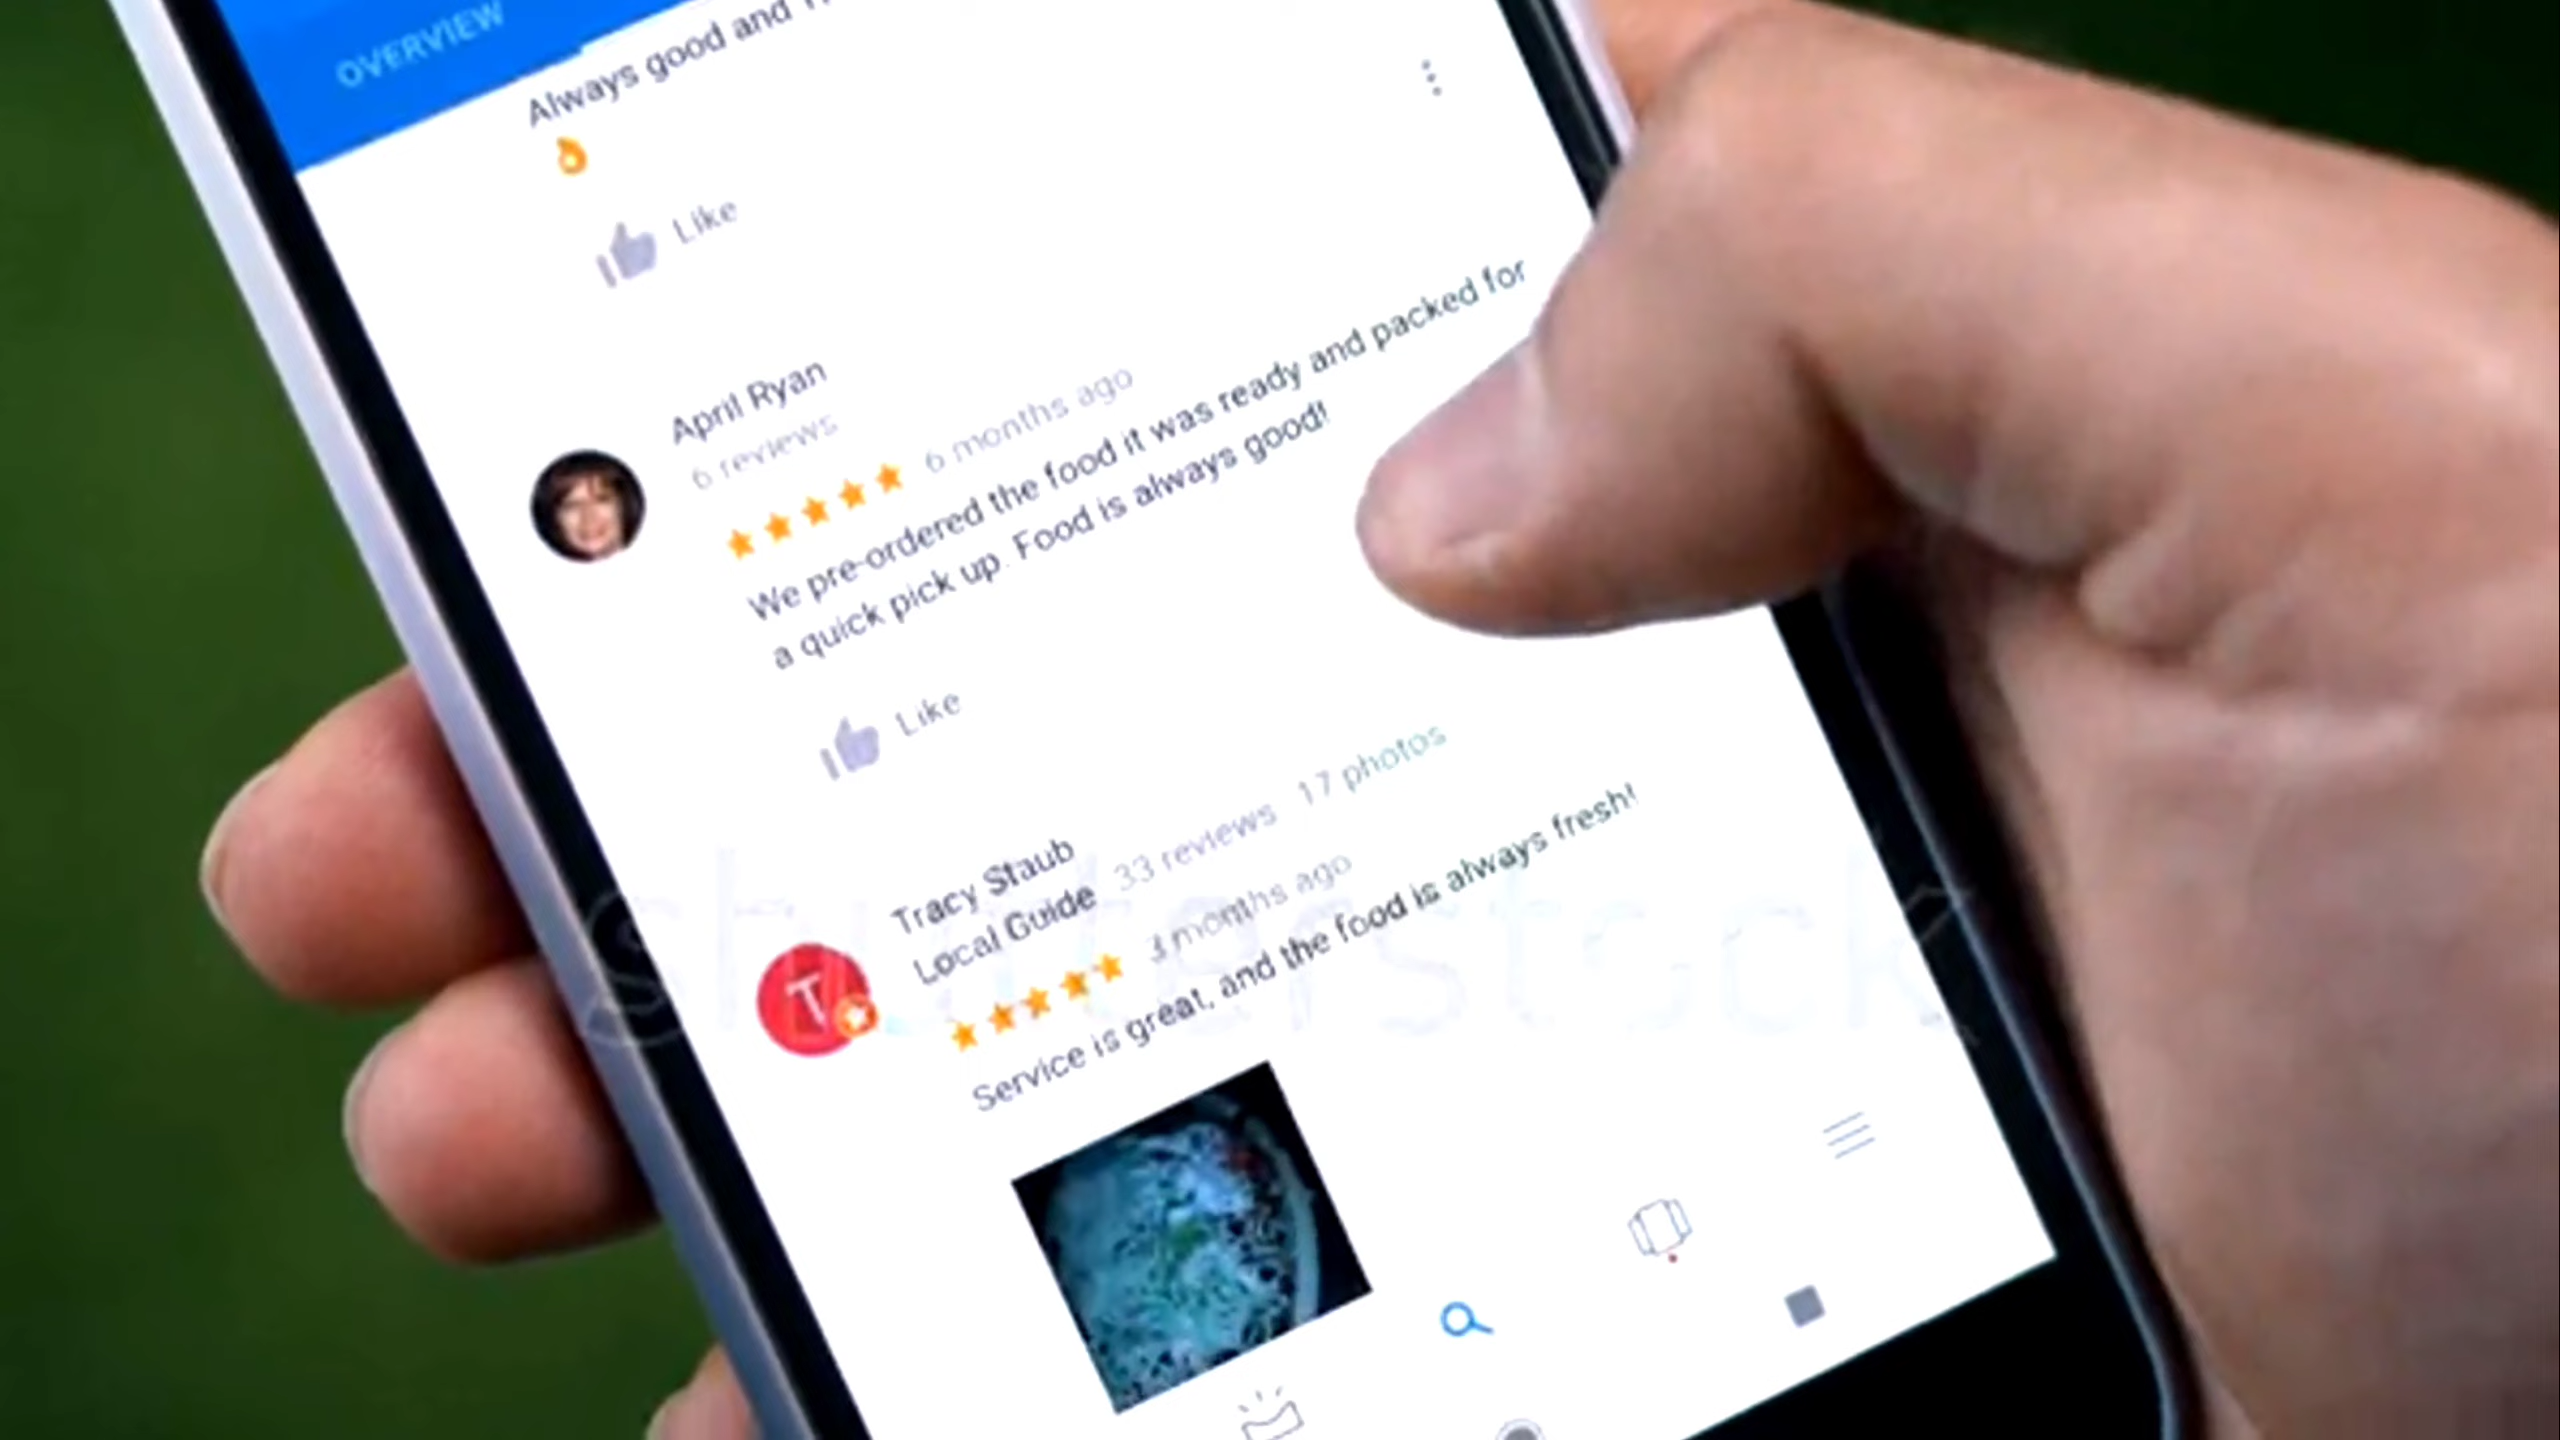 OVERVIEW
Always good and
Like
April Ryan
6 reviews
6 months ago
We pre-ordered the food it was ready and packed for
a quick pick up. Food is always good!
Like
Tracy Staub
Local Guide 33 reviews 17 photos
3 months ago
Service is great, and the food is always fresh!
T
shutterstock